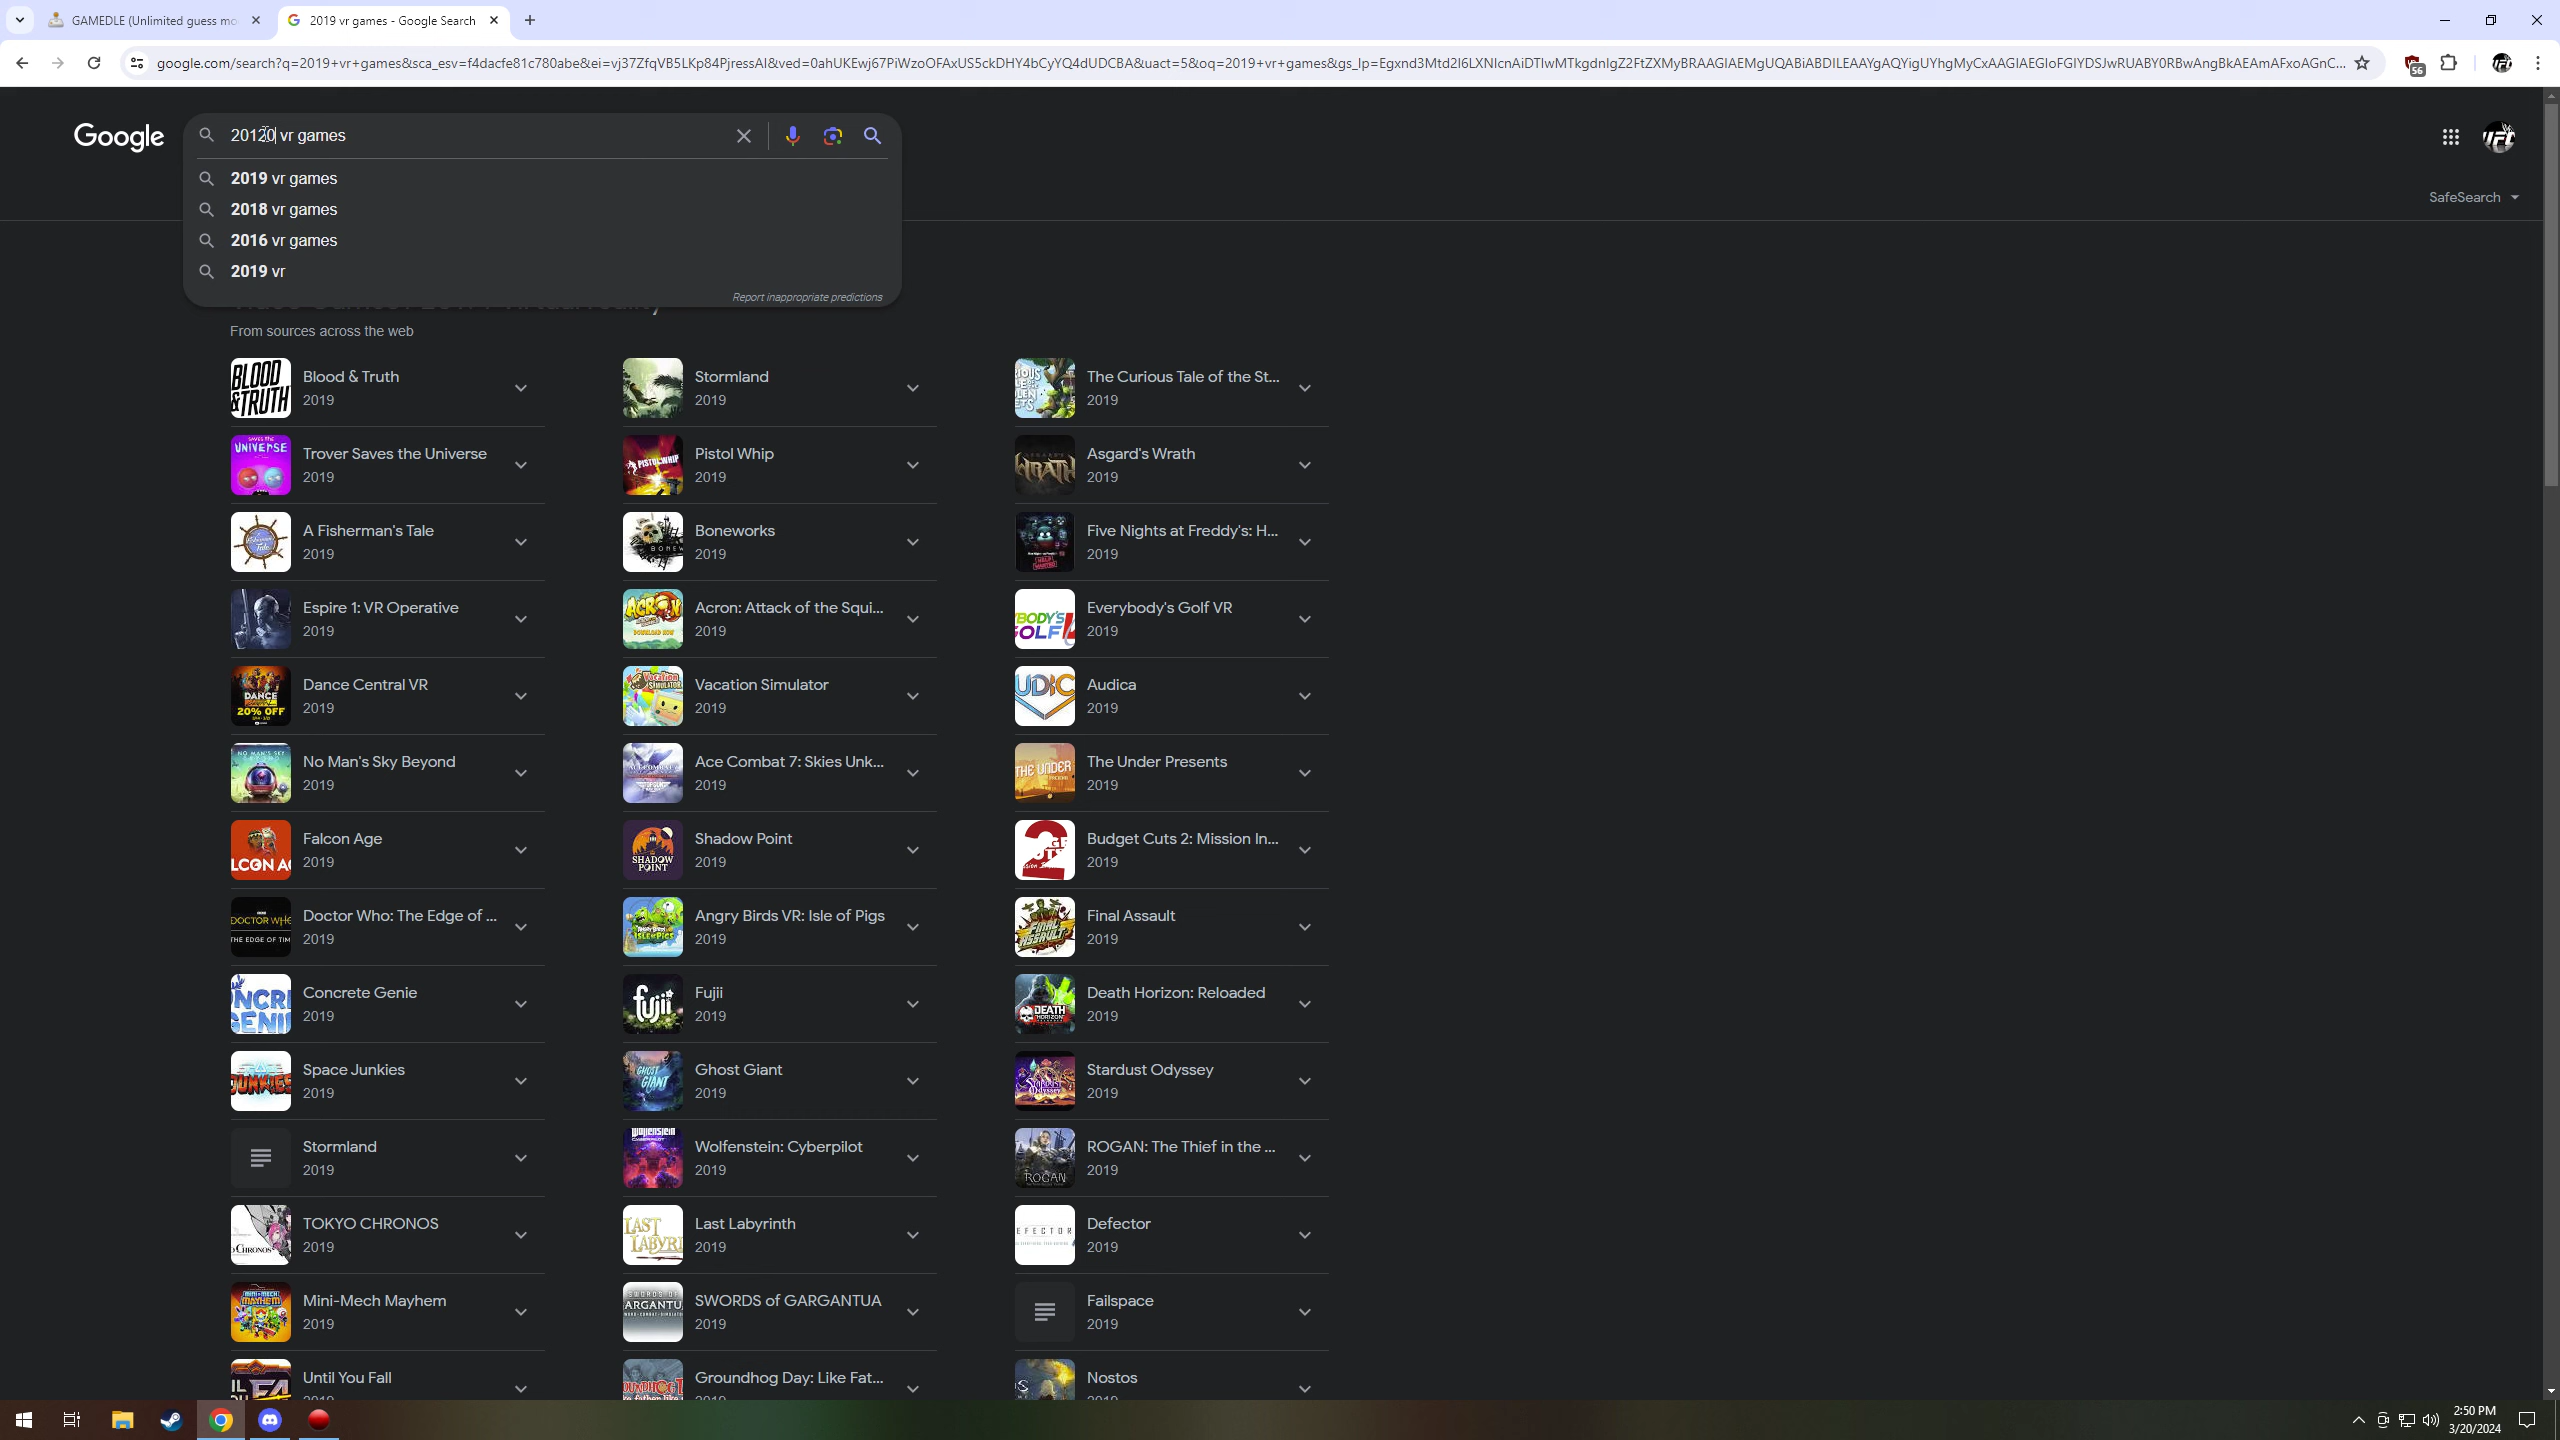 GAMEDLE (Unlimited guess mo
2019 vr games - Google Search
google.com/search?q=2019+vr+games&sca_esv=f4dacfe81c780abe&ei=vj37ZfqVB5LKp84PjressAI&ved=0ahUKEwj67PiWzoOFAxUS5ckDHY4bCyYQ4dUDCBA&uact=5&oq=2019+vr+games&gs_lp=Egxnd3Mtd2l6LXNlcnAiDTIwMTkgdnIgZ2FtZXMyBRAAGIAEMgUQABiABDILEAAYgAQYigUYhgMyCxAAGIAEGIoFGIYDSJwRUABY0RBwAngBkAEAmAFxoAGnC...
56
Google
20120 vr games
2019 vr games
2018 vr games
2016 vr games
2019 vr
Report inappropriate predictions
SafeSearch
From sources across the web
Blood & Truth
2019
Stormland
2019
The Curious Tale of the St...
2019
Trover Saves the Universe
2019
Pistol Whip
2019
Asgard's Wrath
2019
A Fisherman's Tale
2019
Boneworks
2019
Five Nights at Freddy's: H...
2019
Espire 1: VR Operative
2019
Acron: Attack of the Squi...
2019
Everybody's Golf VR
2019
Dance Central VR
2019
Vacation Simulator
2019
Audica
2019
No Man's Sky Beyond
2019
Ace Combat 7: Skies Unk...
2019
The Under Presents
2019
Falcon Age
2019
Shadow Point
2019
Budget Cuts 2: Mission In...
2019
Doctor Who: The Edge of ...
2019
Angry Birds VR: Isle of Pigs
2019
Final Assault
2019
Concrete Genie
2019
Fujii
2019
Death Horizon: Reloaded
2019
Space Junkies
2019
Ghost Giant
2019
Stardust Odyssey
2019
Stormland
2019
Wolfenstein: Cyberpilot
2019
ROGAN: The Thief in the ...
2019
TOKYO CHRONOS
2019
Last Labyrinth
2019
Defector
2019
Mini-Mech Mayhem
2019
SWORDS of GARGANTUA
2019
Failspace
2019
Until You Fall
2019
Groundhog Day: Like Fat...
2019
Nostos
2019
2:50 PM
3/20/2024